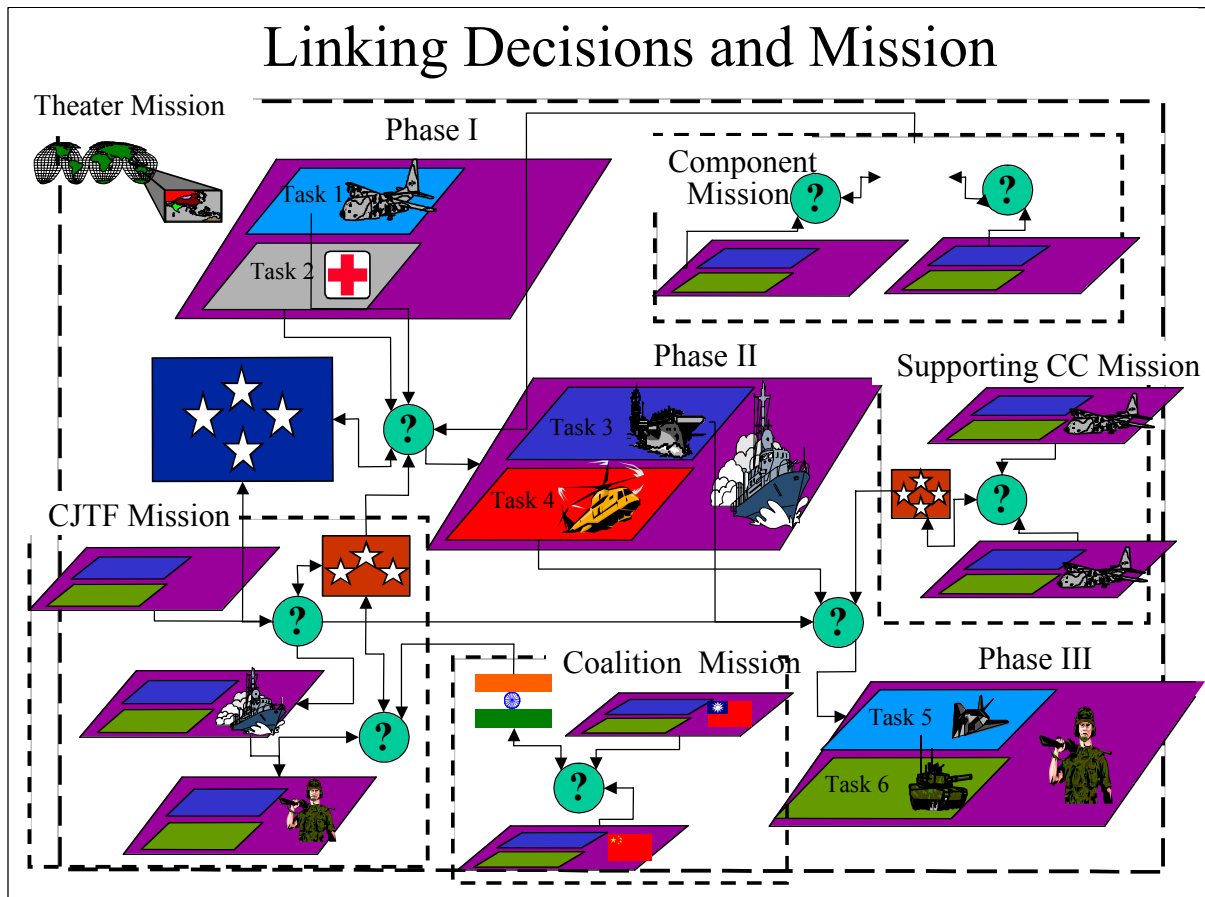 Linking Decisions and Mission
Theater Mission
Phase I
Task 1
Task 2
Component
Mission
?
?
Phase II
Task 3
Task 4
?
Supporting CC Mission
?
CJTF Mission
?
?
?
Coalition Mission
?
Phase III
Task 5
Task 6